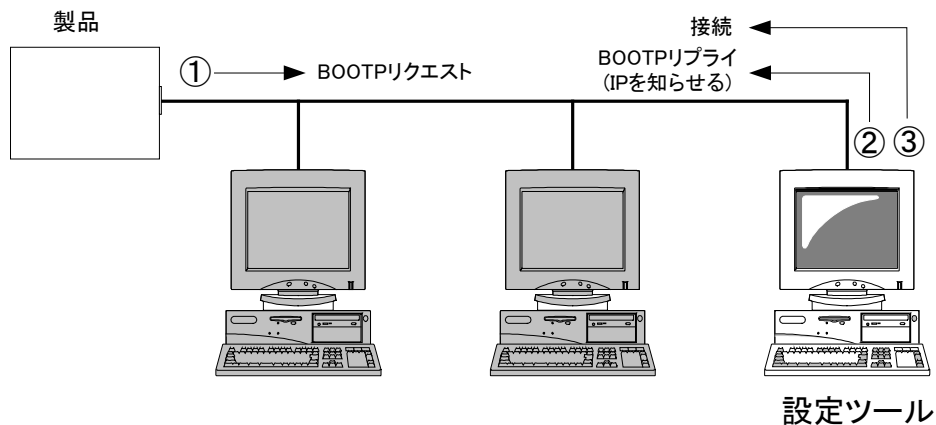 製品
接続
① BOOTPリクエスト
BOOTPリプライ
(IPを知らせる)
② ③
設定ツール